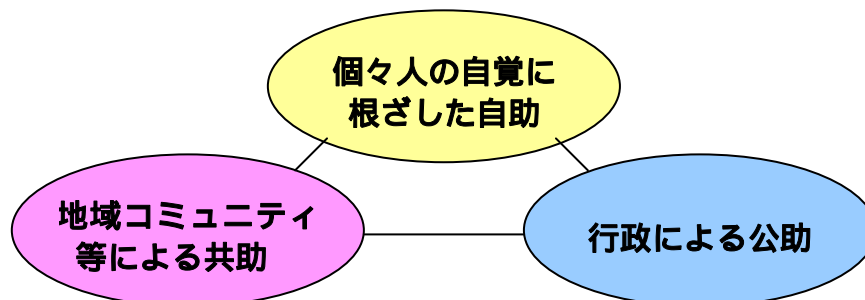 個々人の自覚に
根ざした自助
地域コミュニティ
等による共助
行政による公助